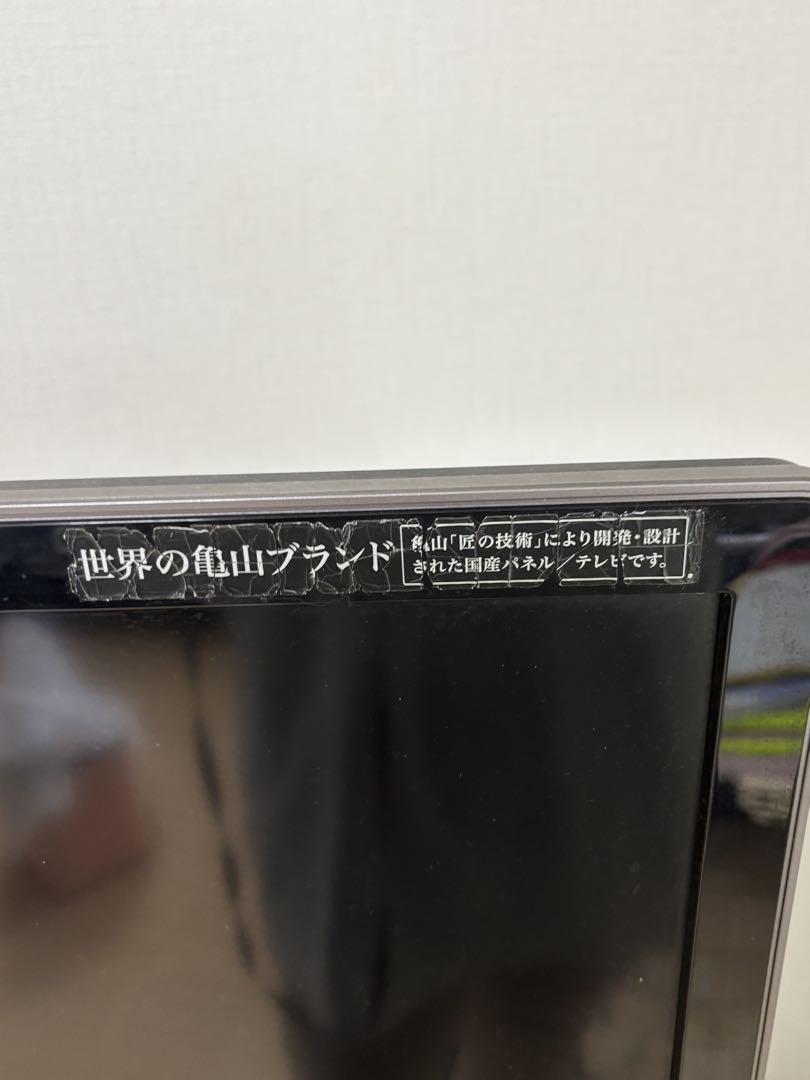 世界の亀山ブランド
亀山「匠の技術」により開発・設計
された国産パネル/テレビです。